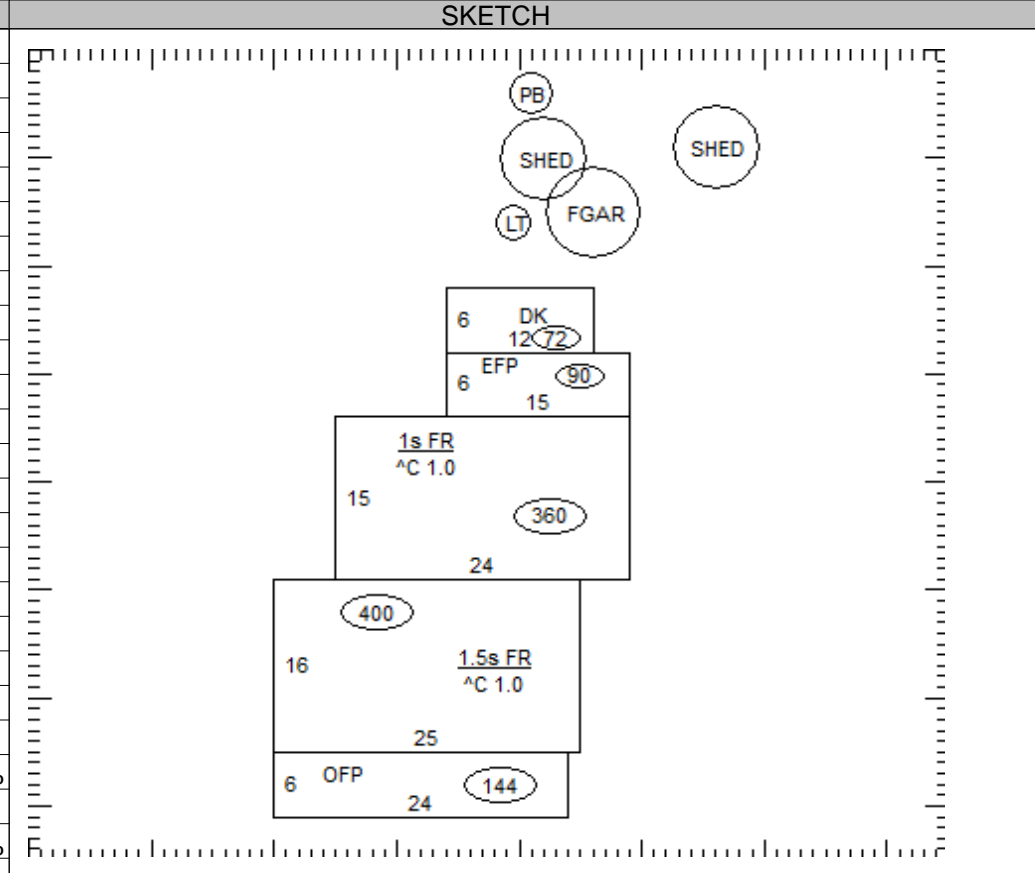 SKETCH
PB
SHED
SHED
FGAR
LT
DK
6
12 72
EFP
90
6
15
1s FR
^C 1.0
15
360
24
400
1.5s FR
16
^C 1.0
25
OFP
6
144
24